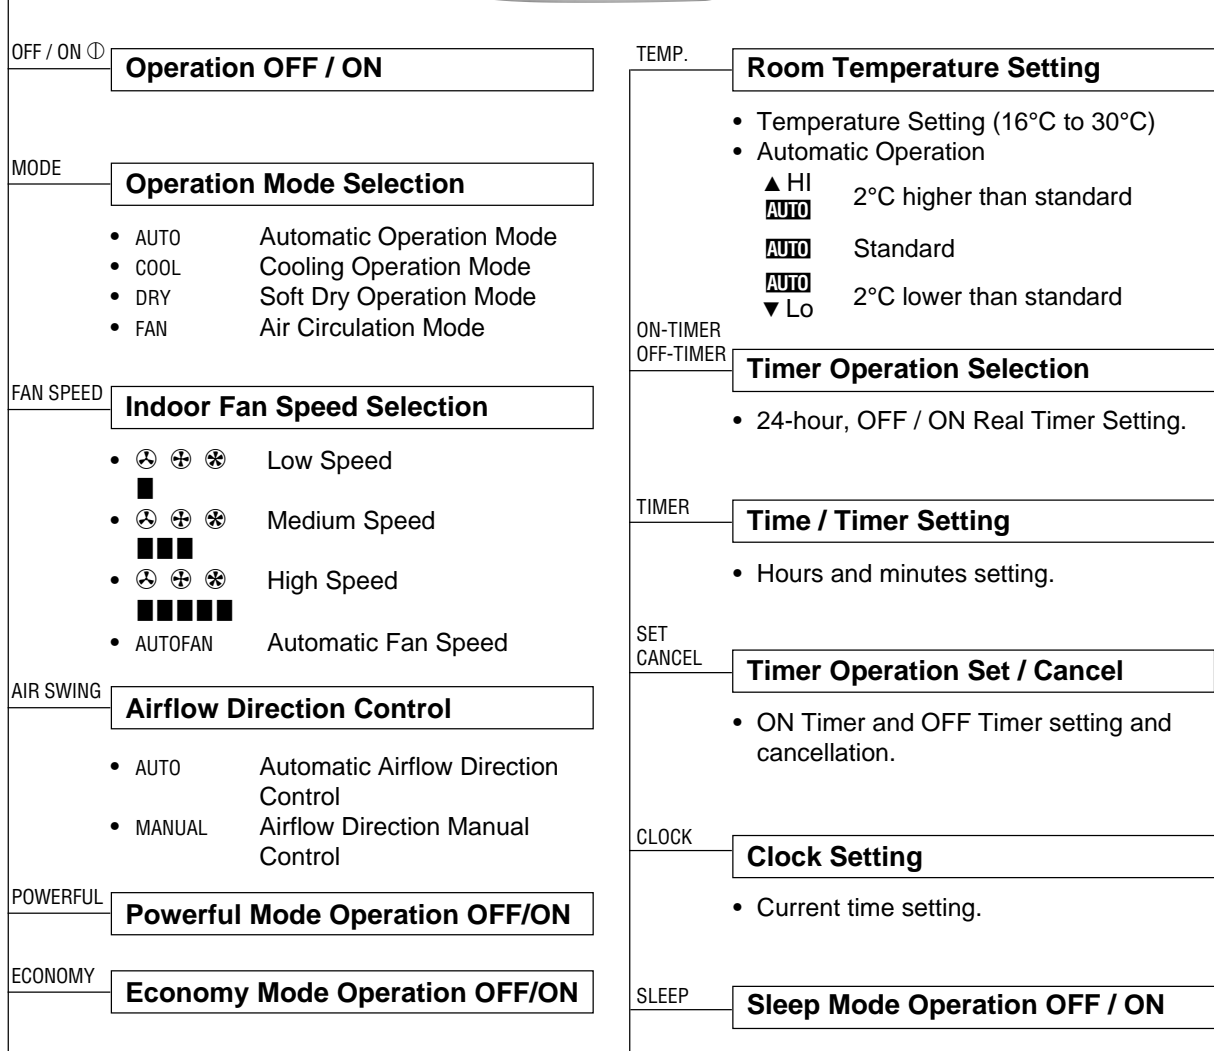 OFF / ON
Operation OFF / ON
MODE
Operation Mode Selection
• AUTO Automatic Operation Mode
• COOL Cooling Operation Mode
• DRY Soft Dry Operation Mode
• FAN Air Circulation Mode
FAN SPEED
Indoor Fan Speed Selection
• Low Speed
• Medium Speed
• High Speed
• AUTOFAN Automatic Fan Speed
AIR SWING
Airflow Direction Control
• AUTO Automatic Airflow Direction
Control
• MANUAL Airflow Direction Manual
Control
POWERFUL
Powerful Mode Operation OFF/ON
ECONOMY
Economy Mode Operation OFF/ON
TEMP.
Room Temperature Setting
• Temperature Setting (16°C to 30°C)
• Automatic Operation
▲ HI
AUTO 2°C higher than standard
AUTO Standard
AUTO
▼ Lo 2°C lower than standard
ON-TIMER
OFF-TIMER
Timer Operation Selection
• 24-hour, OFF / ON Real Timer Setting.
TIMER
Time / Timer Setting
• Hours and minutes setting.
SET
CANCEL
Timer Operation Set / Cancel
• ON Timer and OFF Timer setting and
cancellation.
CLOCK
Clock Setting
• Current time setting.
SLEEP
Sleep Mode Operation OFF / ON